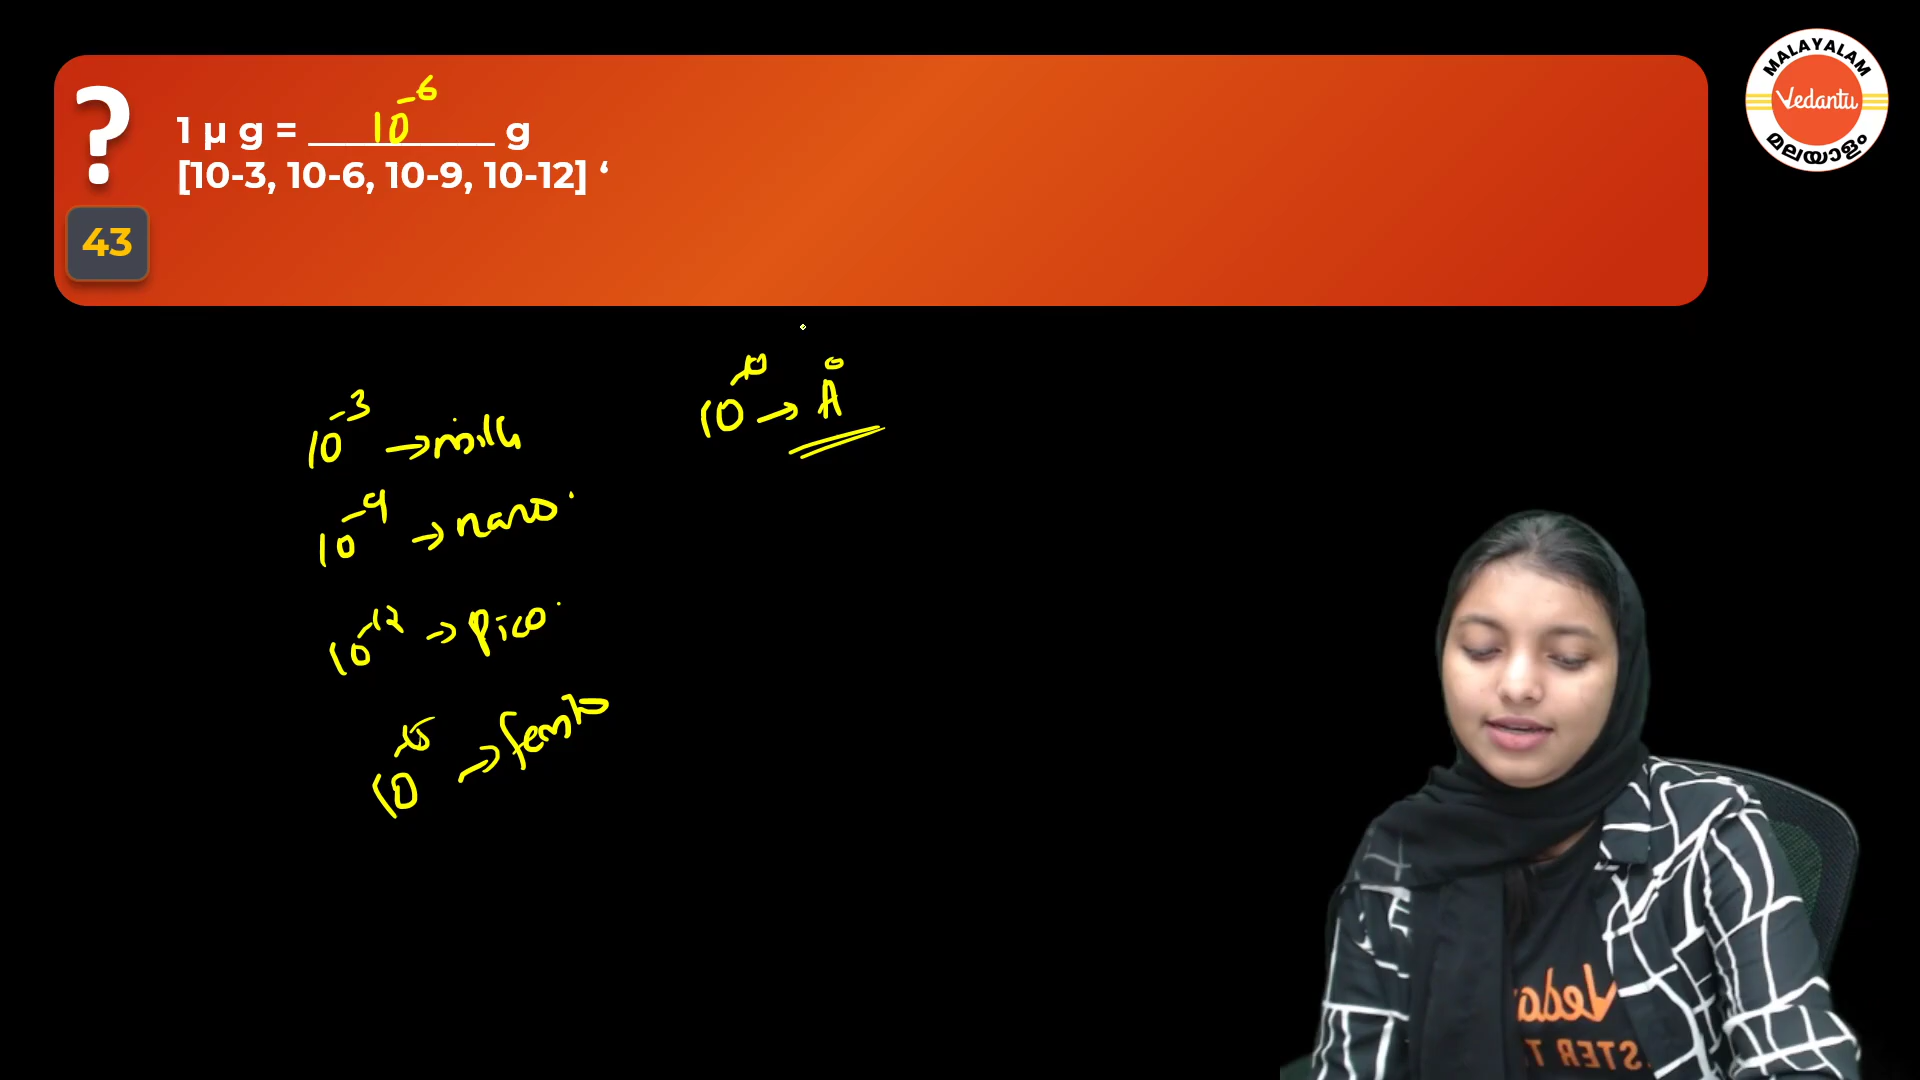 MALAYALAM
Vedantu
മലയാളം
?
43
1 µ g = 10⁻⁶ g
[10-3, 10-6, 10-9, 10-12] ‘
10⁻³ → milli
10⁻⁹ → nano
10⁻¹² → pico
10⁻¹⁵ → femto
10⁻¹⁰ → Å